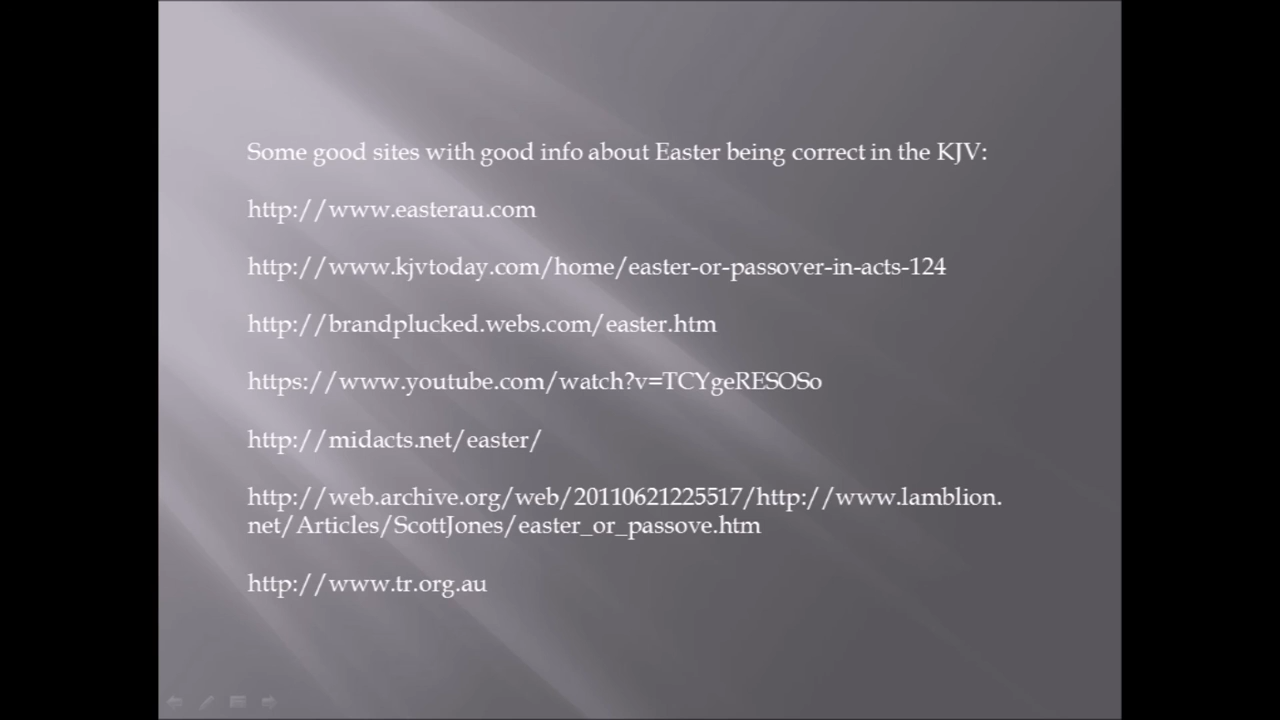 Some good sites with good info about Easter being correct in the KJV:
http://www.easterau.com
http://www.kjvtoday.com/home/easter-or-passover-in-acts-124
http://brandplucked.webs.com/easter.htm
https://www.youtube.com/watch?v=TCYgeRESOSo
http://midacts.net/easter/
http://web.archive.org/web/20110621225517/http://www.lamblion.
net/Articles/ScottJones/easter_or_passove.htm
http://www.tr.org.au